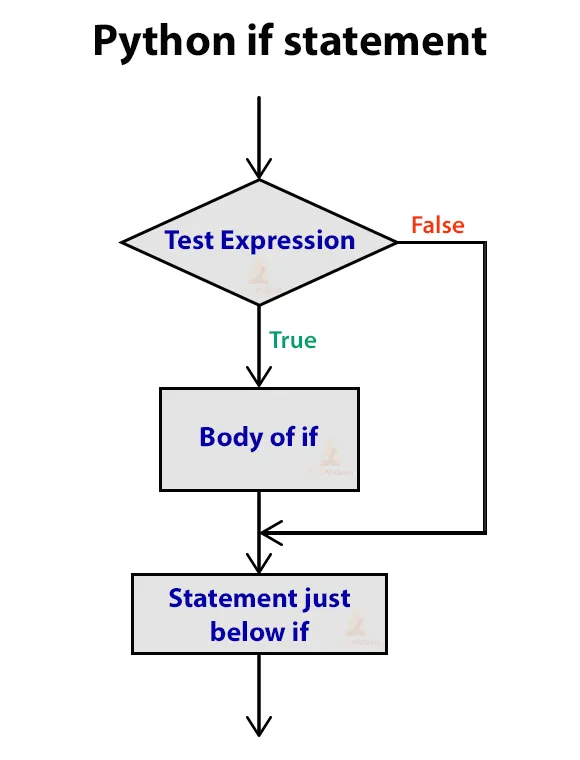 Python if statement
Test Expression
False
True
Body of if
Statement just
below if